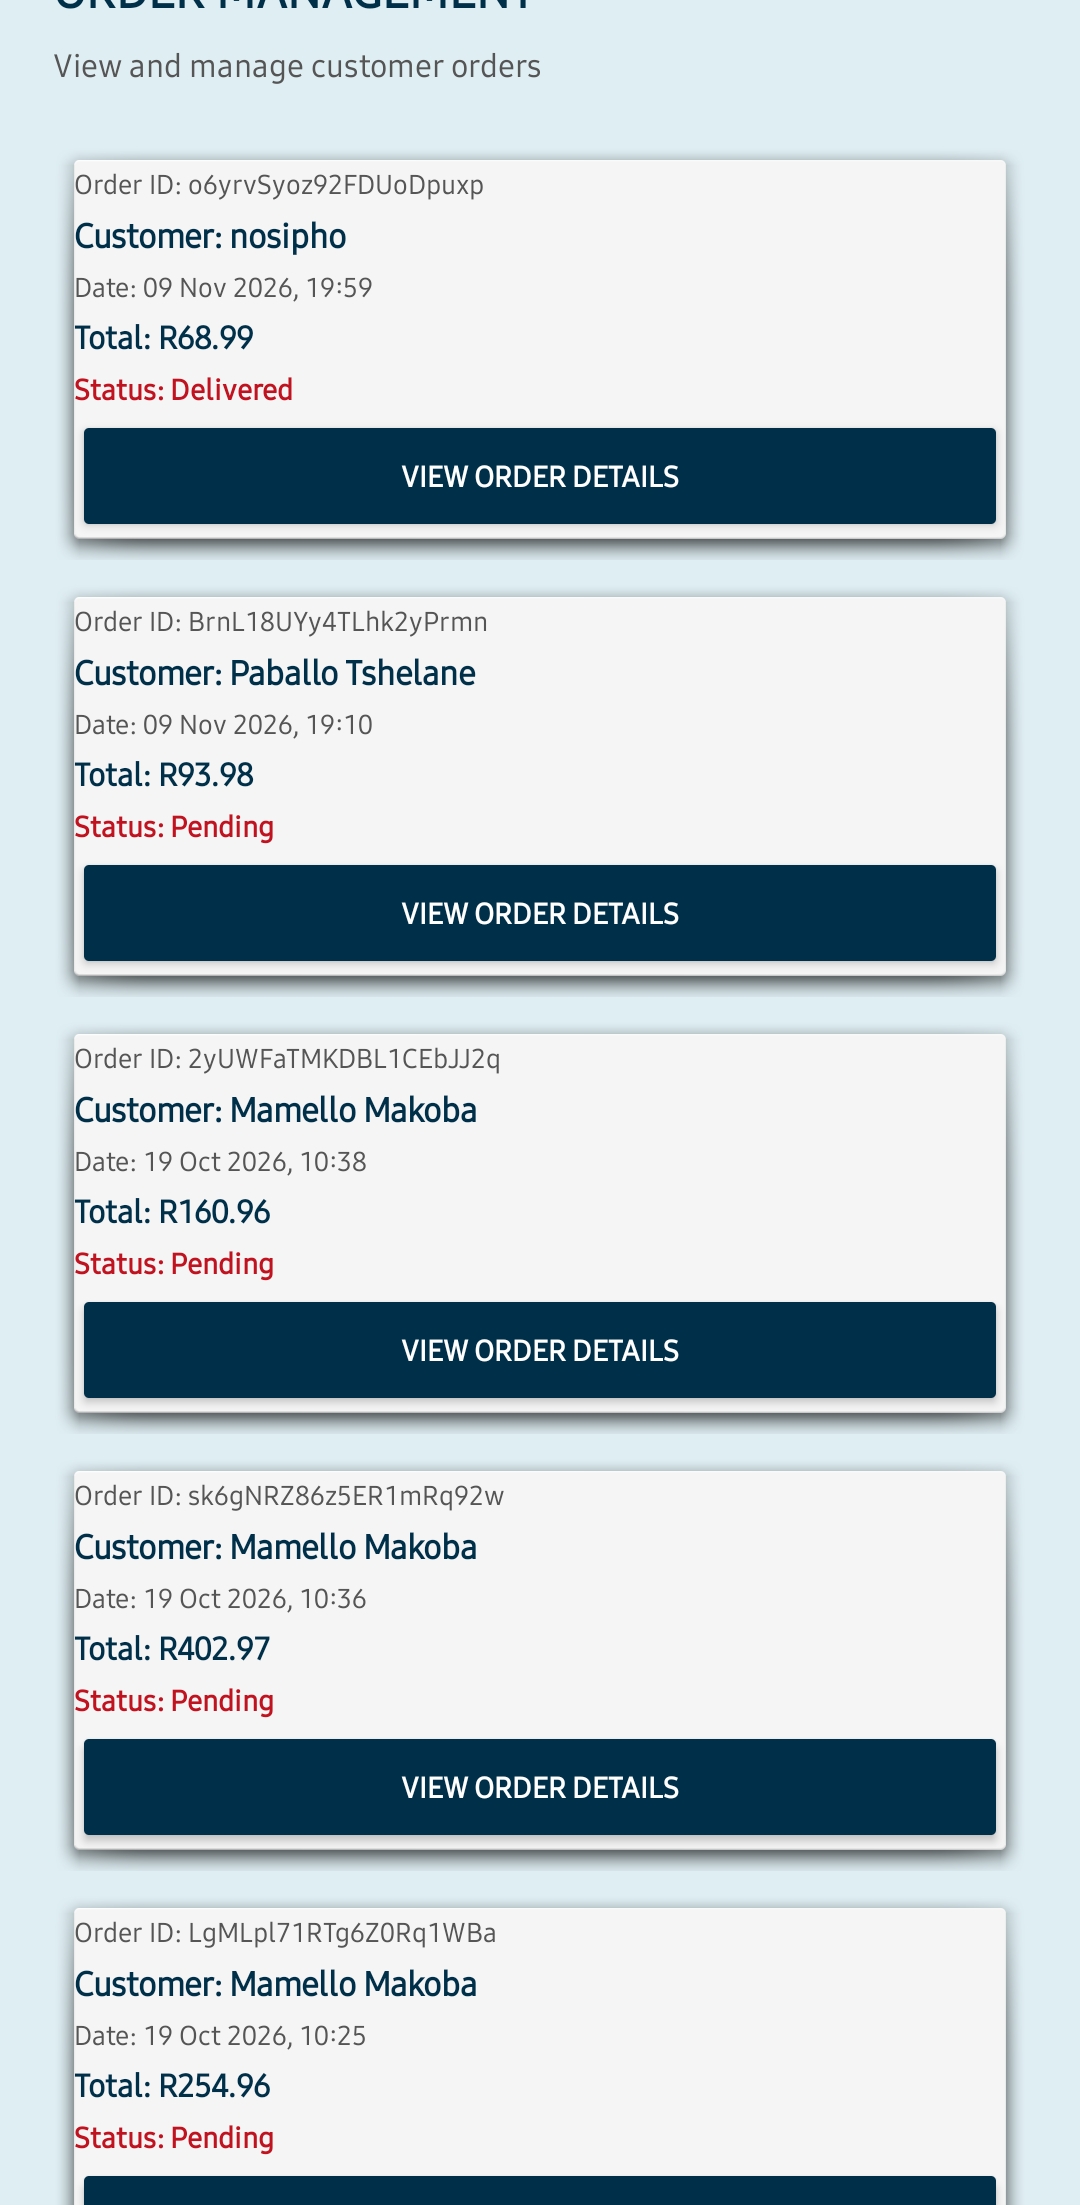 ORDER MANAGEMENT
View and manage customer orders
Order ID: o6yrvSyoz92FDUoDpuxp
Customer: nosipho
Date: 09 Nov 2026, 19:59
Total: R68.99
Status: Delivered
VIEW ORDER DETAILS
Order ID: BrnL18UYy4TLhk2yPrmn
Customer: Paballo Tshelane
Date: 09 Nov 2026, 19:10
Total: R93.98
Status: Pending
VIEW ORDER DETAILS
Order ID: 2yUWFaTMKDBL1CEbJJ2q
Customer: Mamello Makoba
Date: 19 Oct 2026, 10:38
Total: R160.96
Status: Pending
VIEW ORDER DETAILS
Order ID: sk6gNRZ86z5ER1mRq92w
Customer: Mamello Makoba
Date: 19 Oct 2026, 10:36
Total: R402.97
Status: Pending
VIEW ORDER DETAILS
Order ID: LgMLpl71RTg6Z0Rq1WBa
Customer: Mamello Makoba
Date: 19 Oct 2026, 10:25
Total: R254.96
Status: Pending